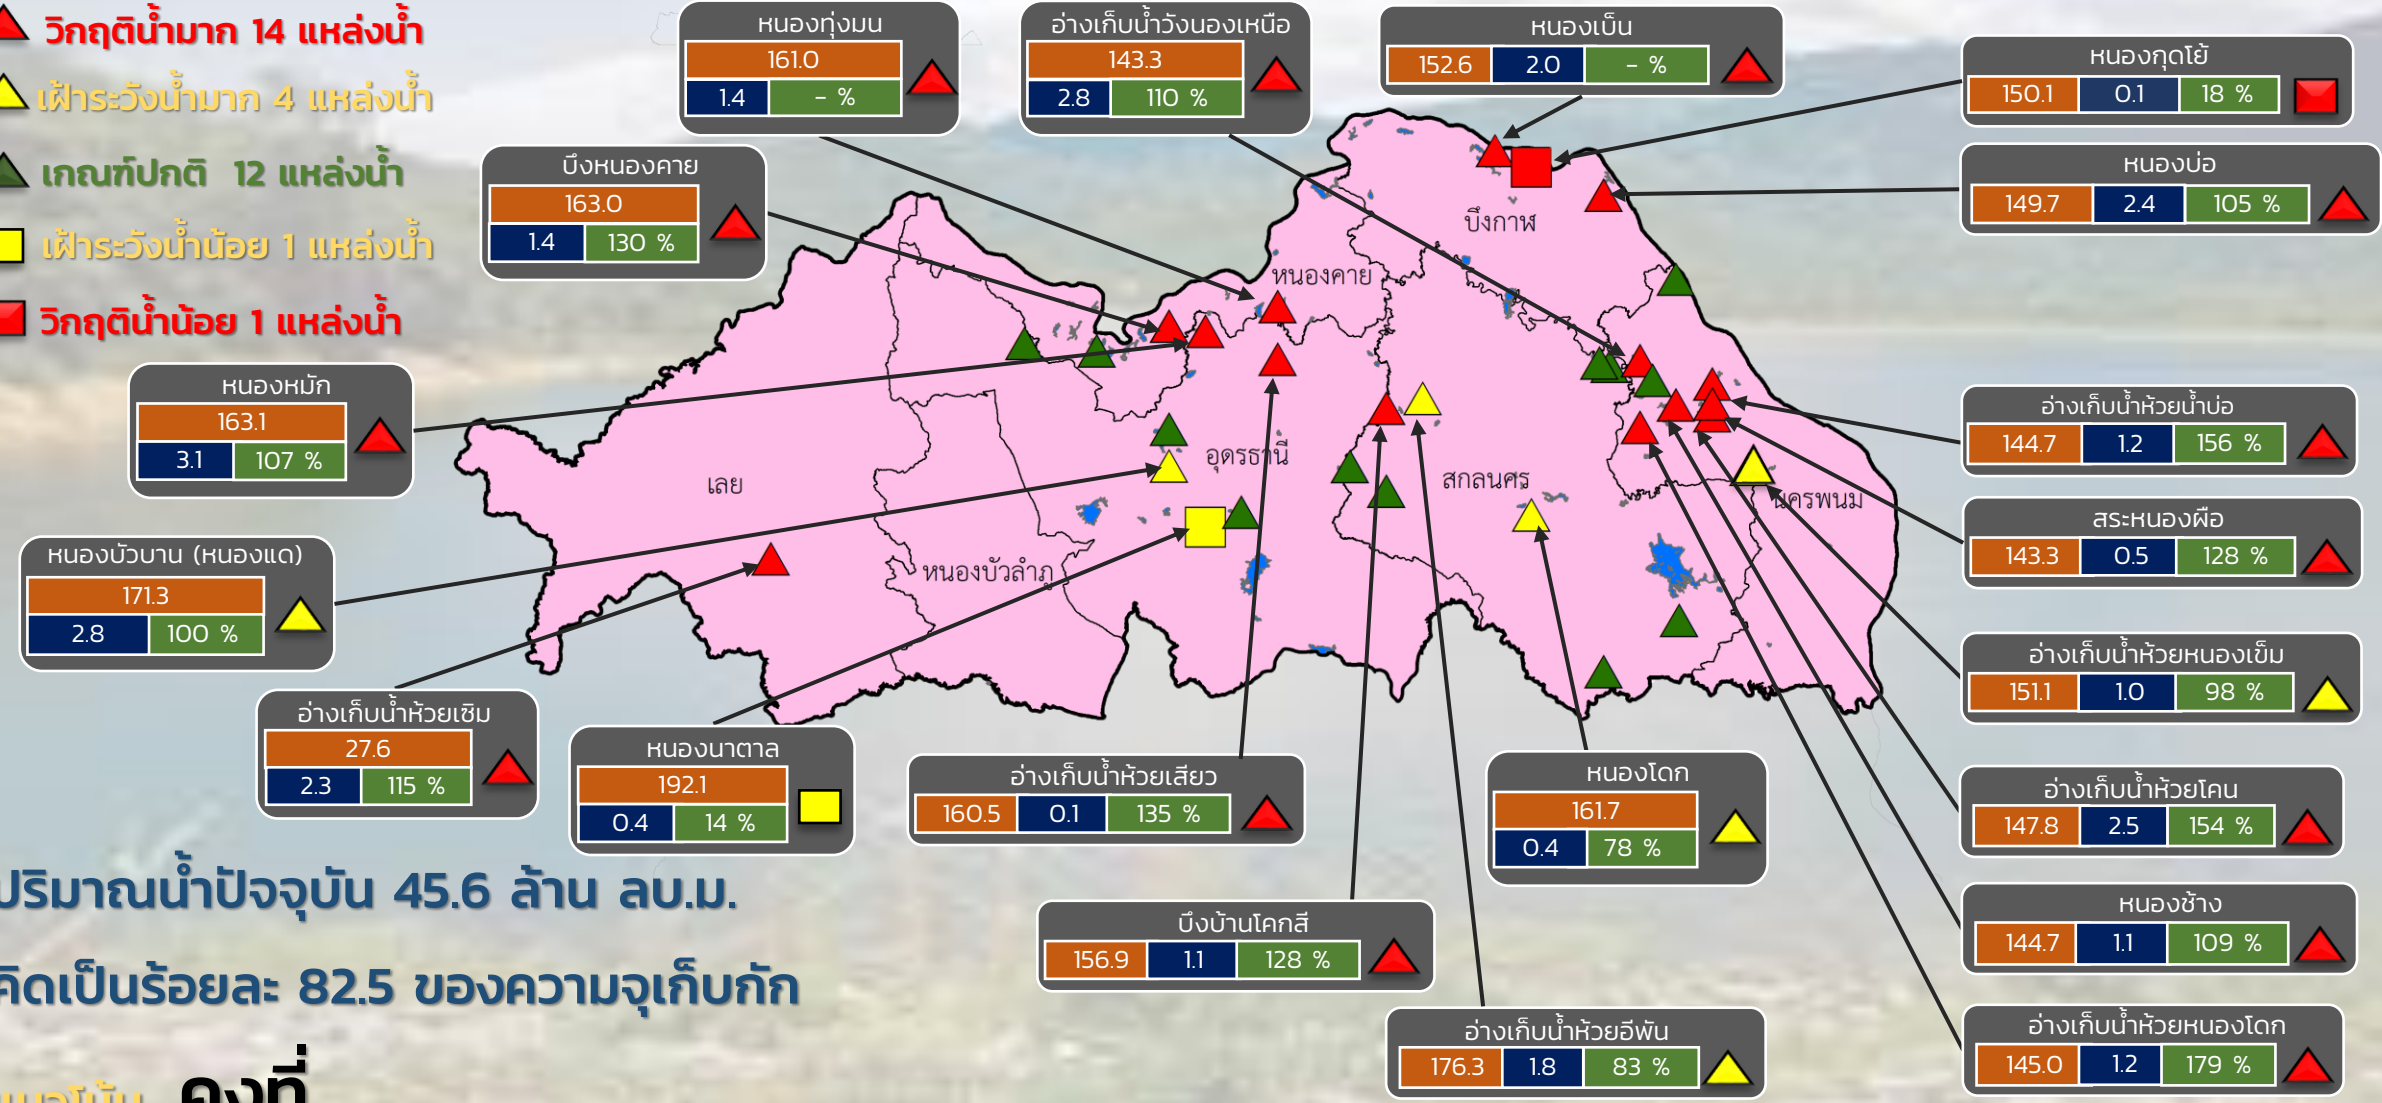 วิกฤติน้ำมาก 14 แหล่งน้ำ
เฝ้าระวังน้ำมาก 4 แหล่งน้ำ
เกณฑ์ปกติ 12 แหล่งน้ำ
เฝ้าระวังน้ำน้อย 1 แหล่งน้ำ
วิกฤติน้ำน้อย 1 แหล่งน้ำ
หนองทุ่งมน
161.0
1.4 - %
อ่างเก็บน้ำวังนองเหนือ
143.3
2.8 110 %
หนองเบ็น
152.6 2.0 - %
หนองกุดโย้
150.1 0.1 18 %
บึงหนองคาย
163.0
1.4 130 %
หนองบ่อ
149.7 2.4 105 %
บึงกาฬ
หนองคาย
หนองหมัก
163.1
3.1 107 %
อ่างเก็บน้ำห้วยน้ำบ่อ
144.7 1.2 156 %
อุดรธานี
เลย
สกลนคร
นครพนม
หนองบัวลำภู
สระหนองผือ
143.3 0.5 128 %
หนองบัวบาน (หนองแด)
171.3
2.8 100 %
อ่างเก็บน้ำห้วยหนองเข็ม
151.1 1.0 98 %
อ่างเก็บน้ำห้วยเซิม
27.6
2.3 115 %
หนองนาตาล
192.1
0.4 14 %
อ่างเก็บน้ำห้วยเสียว
160.5 0.1 135 %
หนองโดก
161.7
0.4 78 %
อ่างเก็บน้ำห้วยโคน
147.8 2.5 154 %
ปริมาณน้ำปัจจุบัน 45.6 ล้าน ลบ.ม.
บึงบ้านโคกสี
156.9 1.1 128 %
หนองช้าง
144.7 1.1 109 %
คิดเป็นร้อยละ 82.5 ของความจุเก็บกัก
อ่างเก็บน้ำห้วยอีพัน
176.3 1.8 83 %
อ่างเก็บน้ำห้วยหนองโดก
145.0 1.2 179 %
แนวโน้ม คงที่